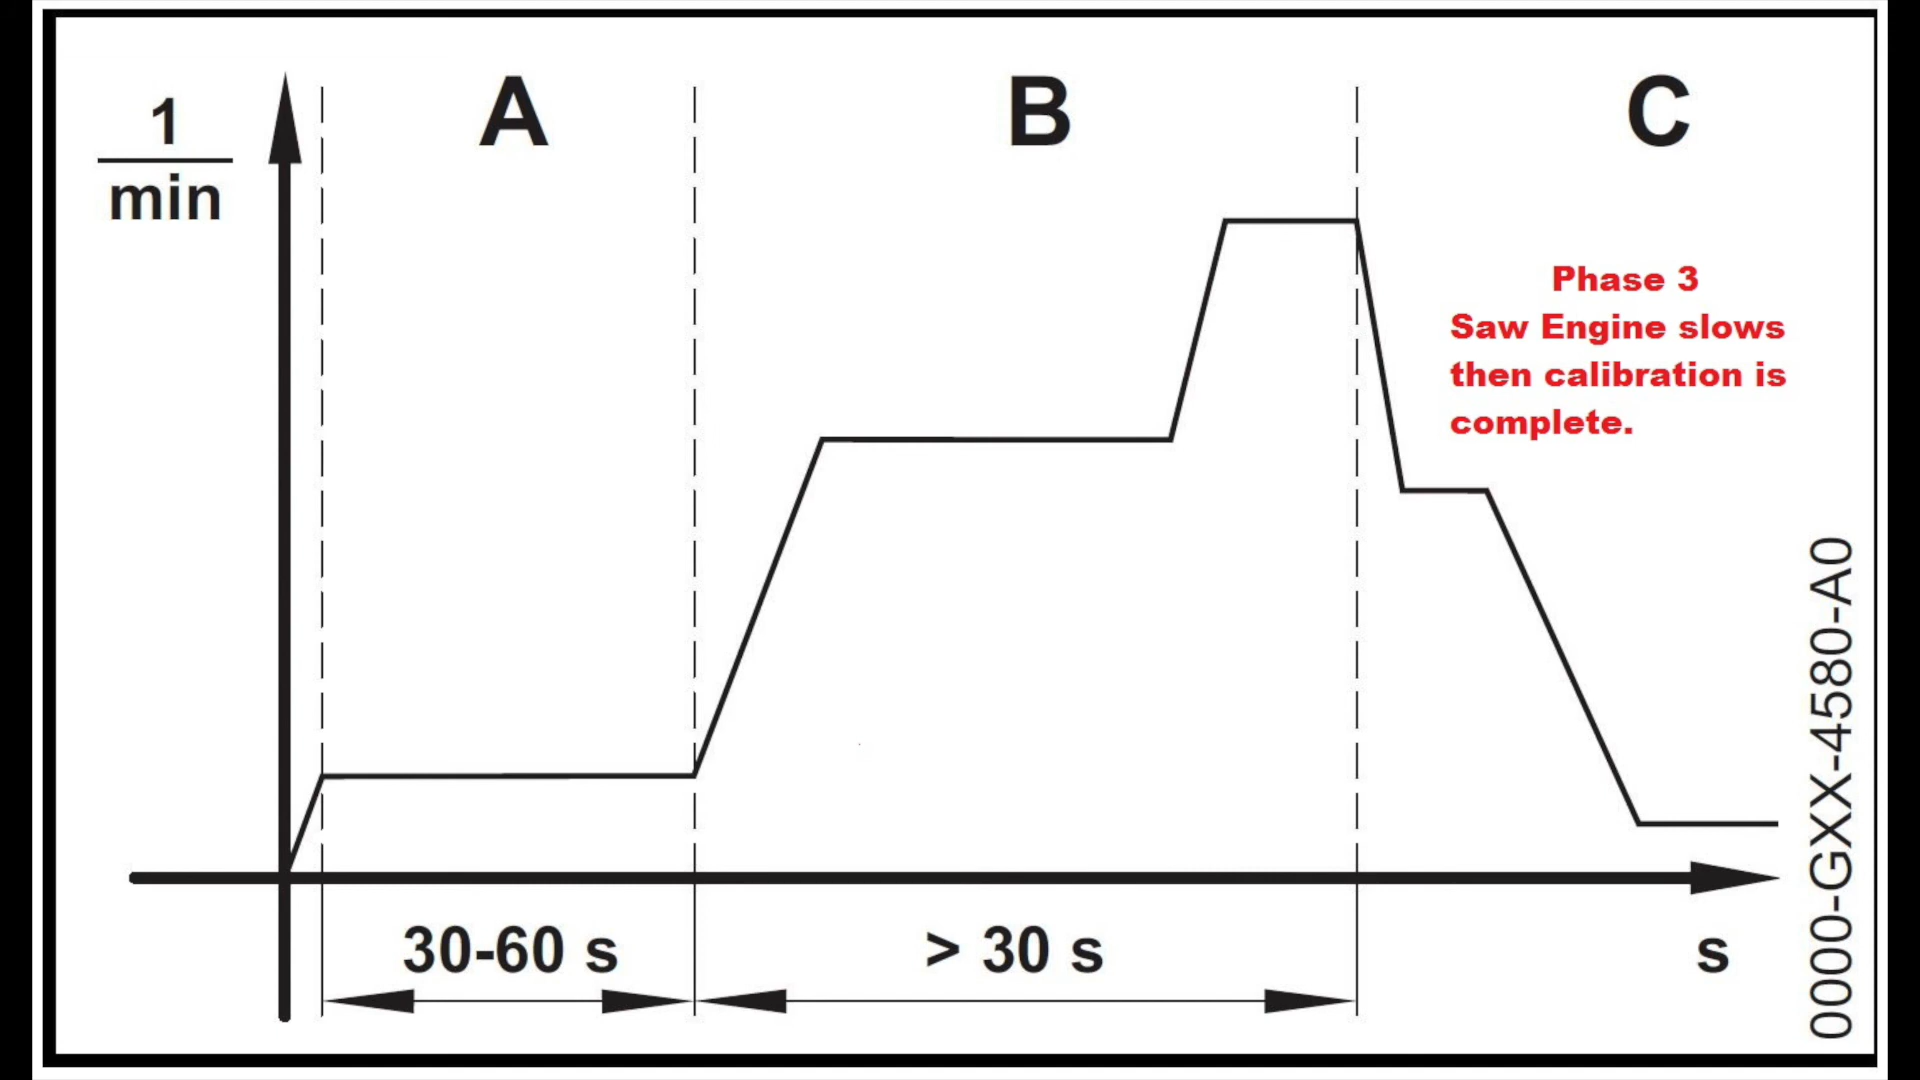 A
B
C
1
min
Phase 3
Saw Engine slows
then calibration is
complete.
30-60 s
> 30 s
s
0000-GXX-4580-A0